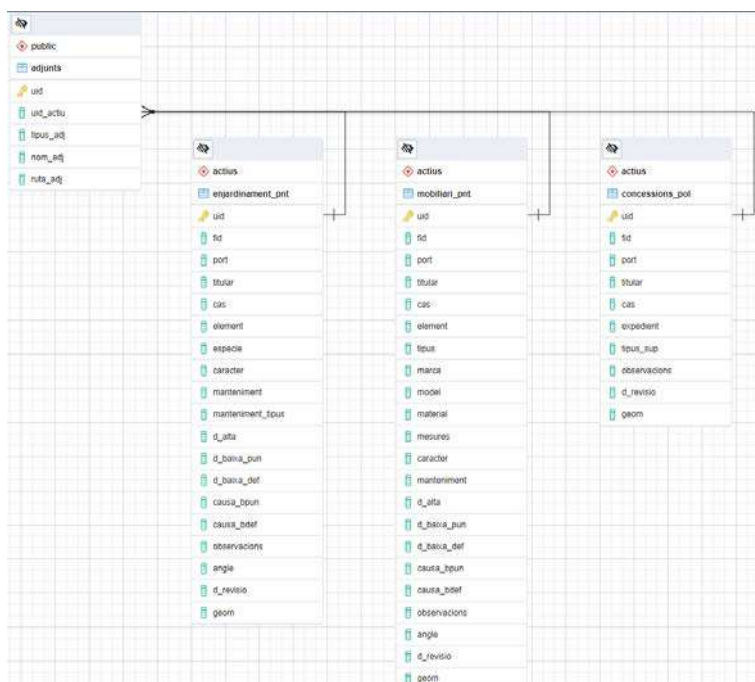 public
adjunts
uid
uid_actiu
tipus_adj
nom_adj
ruta_adj
actius
enjardinament_pnt
uid
fid
port
titular
cas
element
especie
caracter
manteniment
manteniment_tipus
d_alta
d_baixa_pun
d_baixa_def
causa_bpun
causa_bdef
observacions
angle
d_revisio
geom
actius
mobiliari_pnt
uid
fid
port
titular
cas
element
tipus
marca
model
material
mesures
caracter
manteniment
d_alta
d_baixa_pun
d_baixa_def
causa_bpun
causa_bdef
observacions
angle
d_revisio
geom
actius
concessions_pol
uid
fid
port
titular
cas
expedient
tipus_sup
observacions
d_revisio
geom